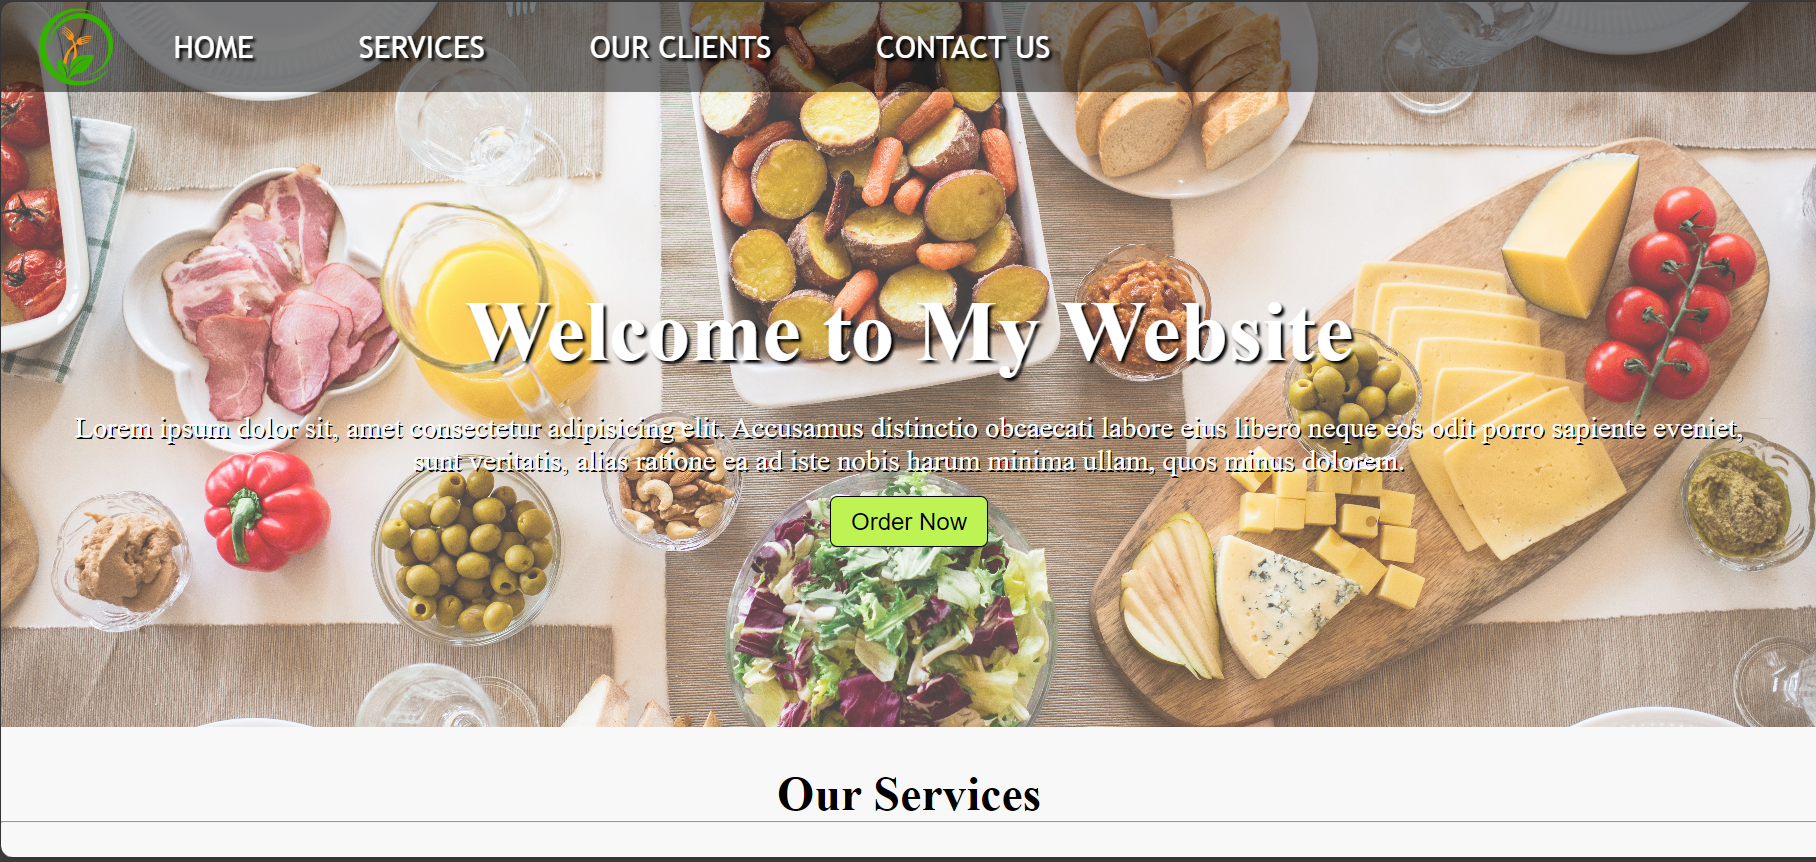 HOME SERVICES OUR CLIENTS CONTACT US
Welcome to My Website
Lorem ipsum dolor sit, amet consectetur adipisicing elit. Accusamus distinctio obcaecati labore eius libero neque eos odit porro sapiente eveniet,
sunt veritatis, alias ratione ea ad iste nobis harum minima ullam, quos minus dolorem.
Order Now
Our Services